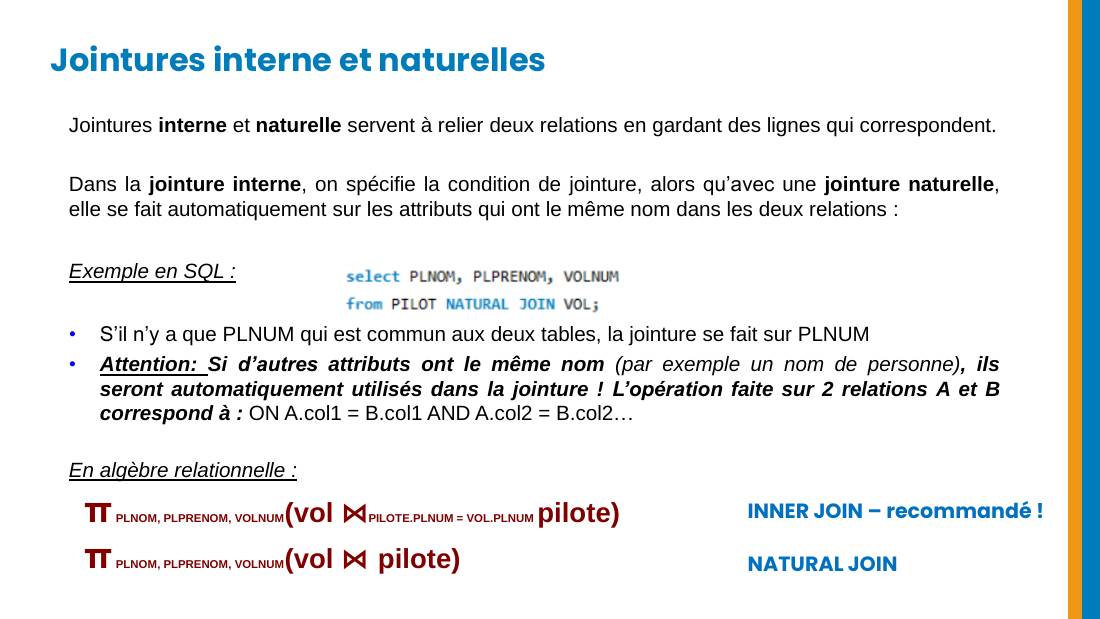 Jointures interne et naturelles
Jointures interne et naturelle servent à relier deux relations en gardant des lignes qui correspondent.
Dans la jointure interne, on spécifie la condition de jointure, alors qu’avec une jointure naturelle,
elle se fait automatiquement sur les attributs qui ont le même nom dans les deux relations :
Exemple en SQL :
select PLNOM, PLPRENOM, VOLNUM
from PILOT NATURAL JOIN VOL;
• S’il n’y a que PLNUM qui est commun aux deux tables, la jointure se fait sur PLNUM
• Attention: Si d’autres attributs ont le même nom (par exemple un nom de personne), ils
seront automatiquement utilisés dans la jointure ! L’opération faite sur 2 relations A et B
correspond à : ON A.col1 = B.col1 AND A.col2 = B.col2…
En algèbre relationnelle :
π PLNOM, PLPRENOM, VOLNUM(vol ⋈PILOTE.PLNUM = VOL.PLNUM pilote)
INNER JOIN – recommandé !
π PLNOM, PLPRENOM, VOLNUM(vol ⋈ pilote)
NATURAL JOIN